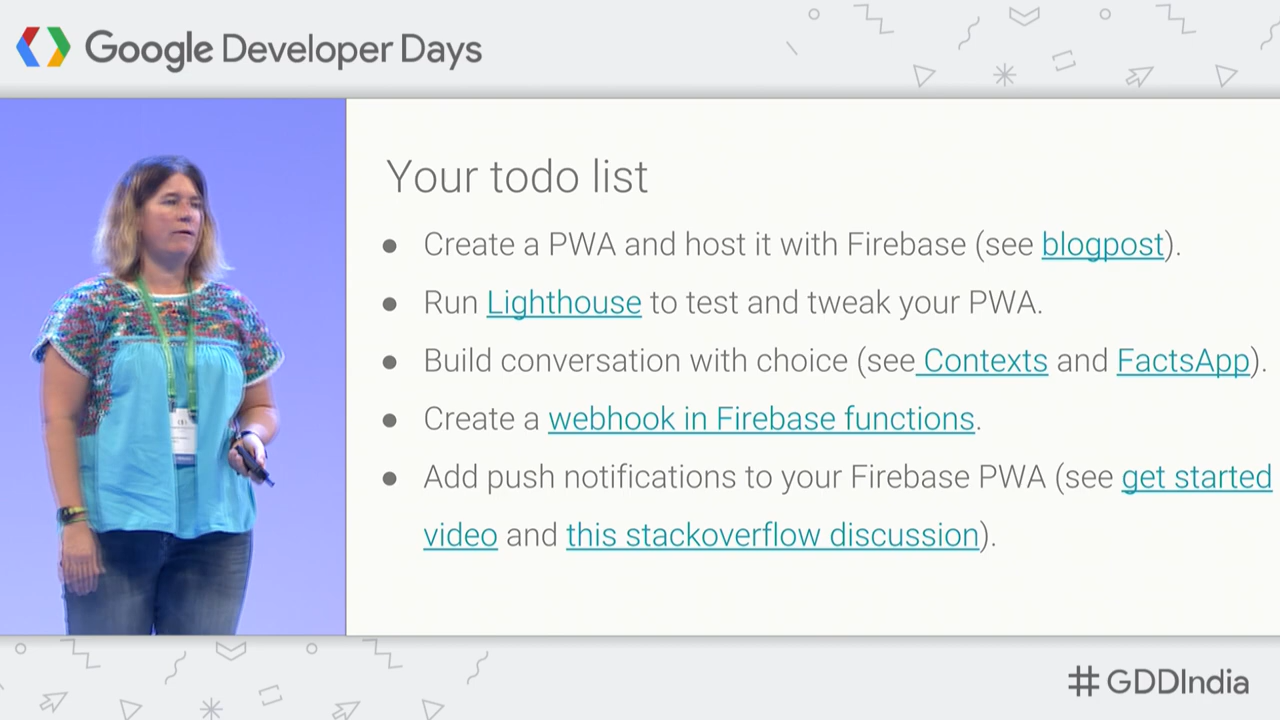 Google Developer Days
Your todo list
● Create a PWA and host it with Firebase (see blogpost).
● Run Lighthouse to test and tweak your PWA.
● Build conversation with choice (see Contexts and FactsApp).
● Create a webhook in Firebase functions.
● Add push notifications to your Firebase PWA (see get started
video and this stackoverflow discussion).
#GDDIndia